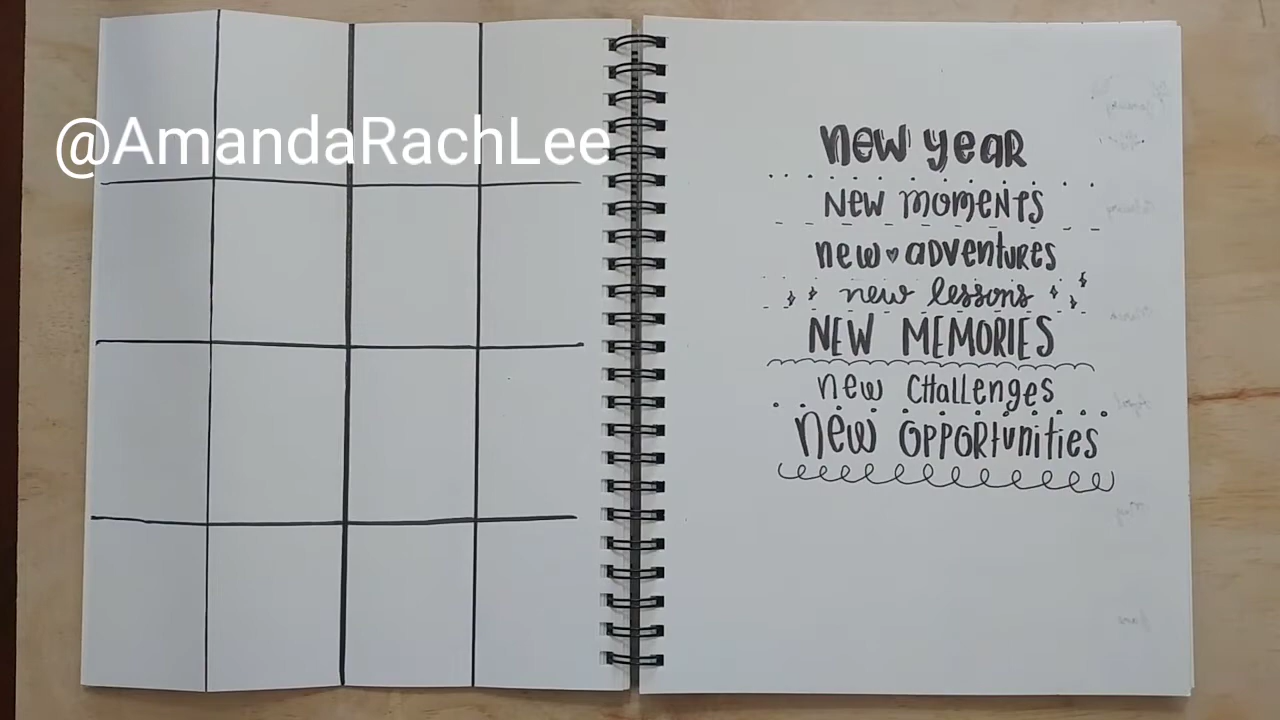 @AmandaRachLee
new year
New moments
new adventures
new lessons
NEW MEMORIES
new challenges
new opportunities